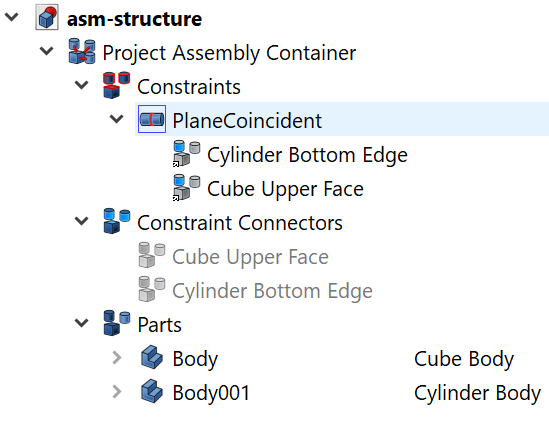 asm-structure
Project Assembly Container
Constraints
PlaneCoincident
Cylinder Bottom Edge
Cube Upper Face
Constraint Connectors
Cube Upper Face
Cylinder Bottom Edge
Parts
Body Cube Body
Body001 Cylinder Body